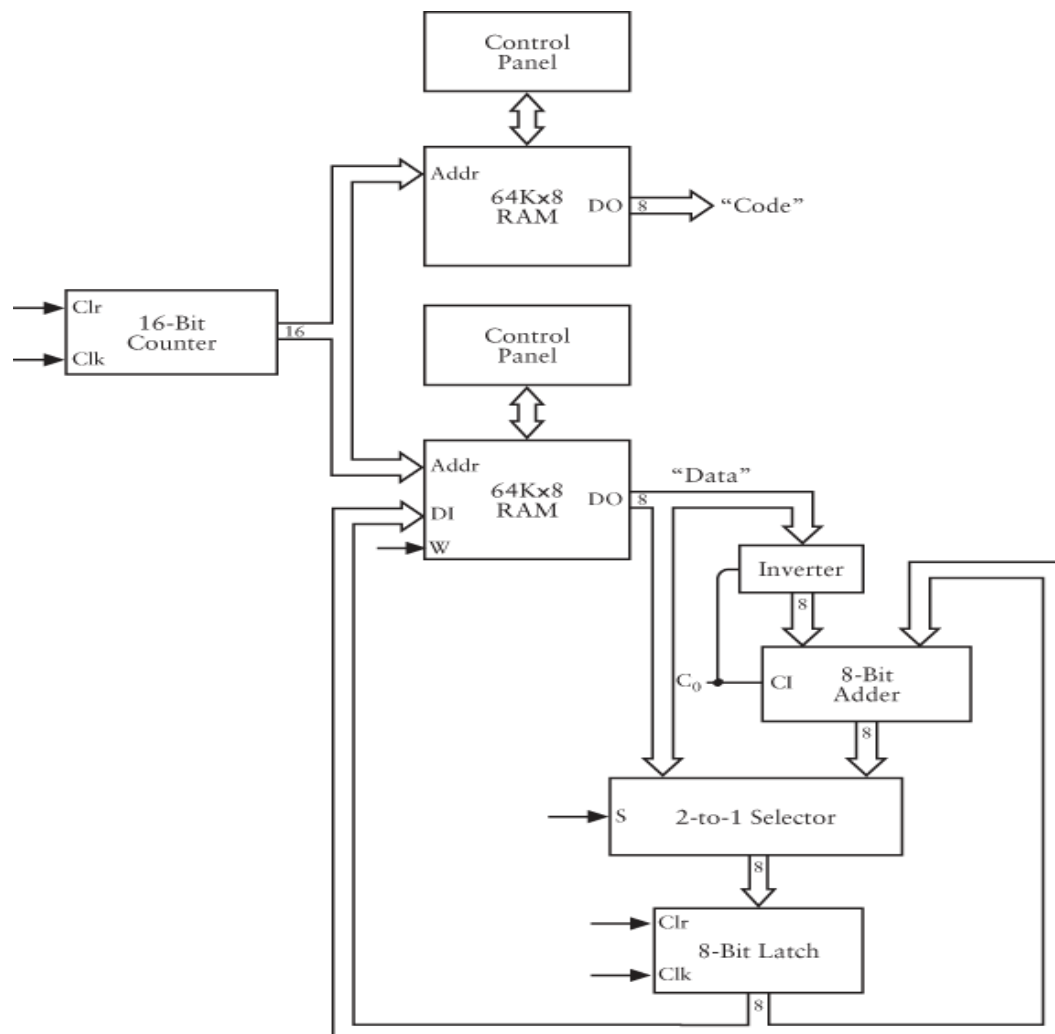 Control
Panel
Addr
64Kx8
RAM
DO
8
“Code”
Clr
16-Bit
Counter
Clk
16
Control
Panel
Addr
64Kx8
RAM
DI
DO
8
W
“Data”
Inverter
8
C₀
CI
8-Bit
Adder
8
S
2-to-1 Selector
8
Clr
8-Bit Latch
Clk
8